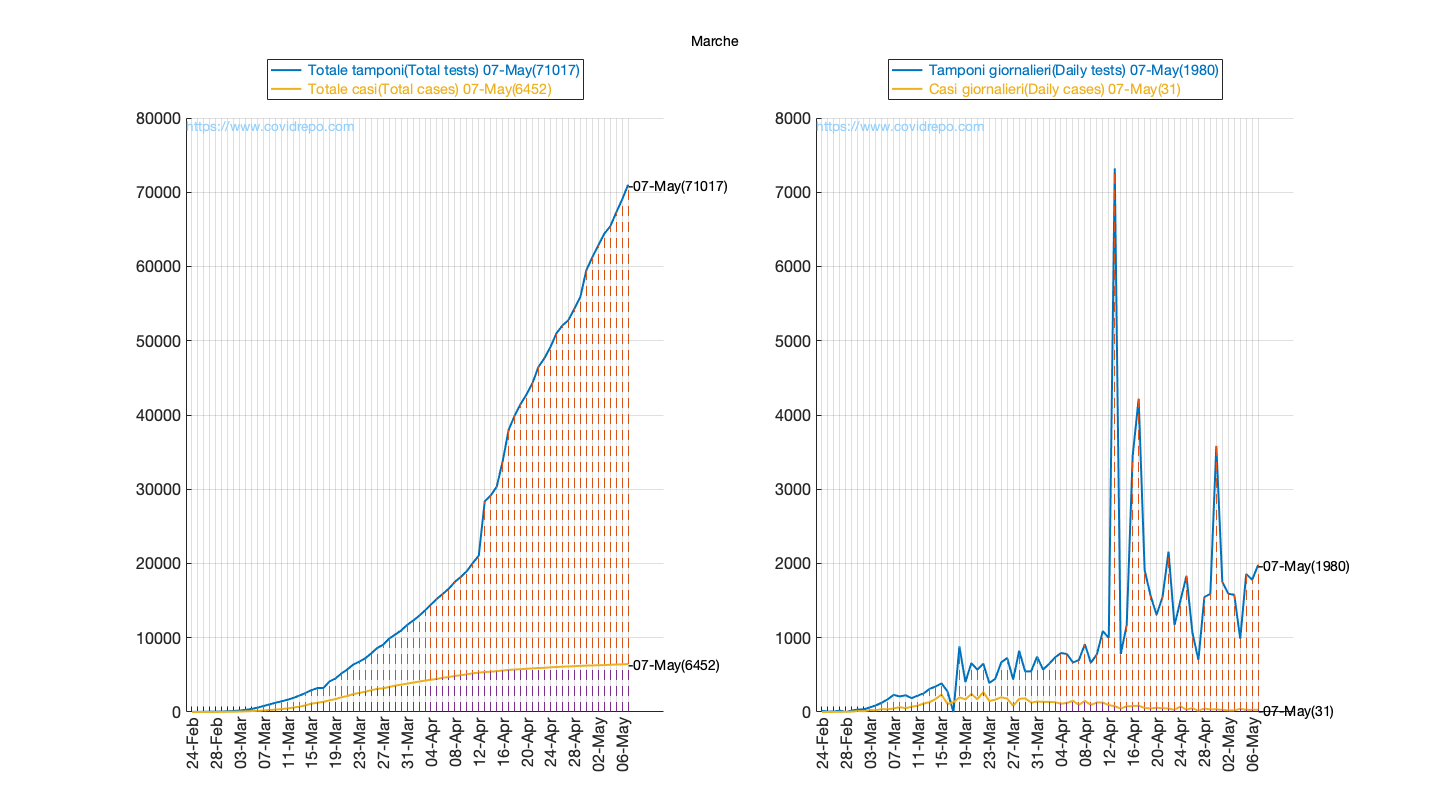 Marche
Totale tamponi(Total tests) 07-May(71017)
Totale casi(Total cases) 07-May(6452)
https://www.covidrepo.com
80000
70000
60000
50000
40000
30000
20000
10000
0
07-May(71017)
07-May(6452)
24-Feb
28-Feb
03-Mar
07-Mar
11-Mar
15-Mar
19-Mar
23-Mar
27-Mar
31-Mar
04-Apr
08-Apr
12-Apr
16-Apr
20-Apr
24-Apr
28-Apr
02-May
06-May
Tamponi giornalieri(Daily tests) 07-May(1980)
Casi giornalieri(Daily cases) 07-May(31)
https://www.covidrepo.com
8000
7000
6000
5000
4000
3000
2000
1000
0
07-May(1980)
07-May(31)
24-Feb
28-Feb
03-Mar
07-Mar
11-Mar
15-Mar
19-Mar
23-Mar
27-Mar
31-Mar
04-Apr
08-Apr
12-Apr
16-Apr
20-Apr
24-Apr
28-Apr
02-May
06-May